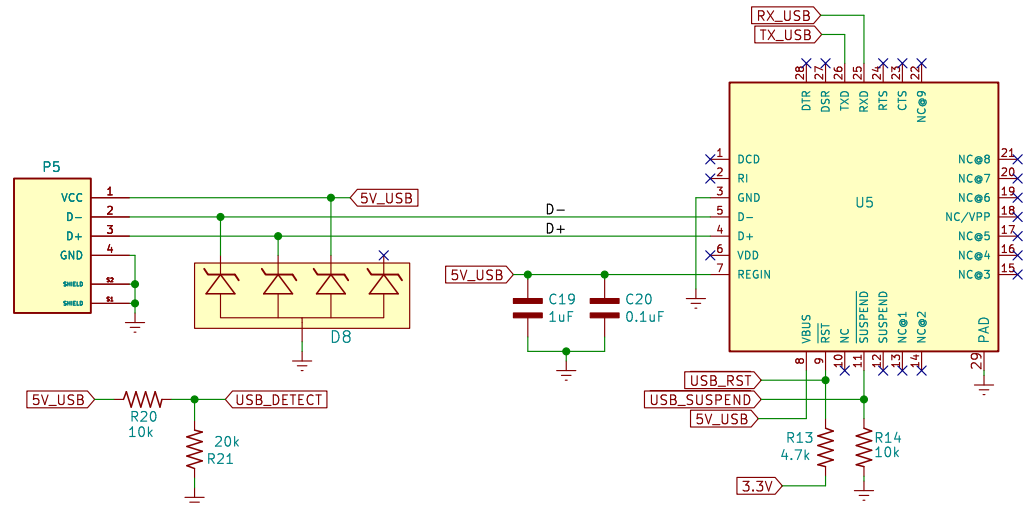 RX_USB
TX_USB
28
27
26
25
24
23
22
DTR
DSR
TXD
RXD
RTS
CTS
NC@9
P5
VCC
1
D-
2
D+
3
GND
4
SHIELD
S2
SHIELD
S1
5V_USB
D-
D+
D8
5V_USB
C19
1uF
C20
0.1uF
U5
1
DCD
2
RI
3
GND
5
D-
4
D+
6
VDD
7
REGIN
NC@8
21
NC@7
20
NC@6
19
NC/VPP
18
NC@5
17
NC@4
16
NC@3
15
VBUS
RST
NC
SUSPEND
SUSPEND
NC@1
NC@2
PAD
8
9
10
11
12
13
14
29
5V_USB
R20
10k
USB_DETECT
20k
R21
USB_RST
USB_SUSPEND
5V_USB
R13
4.7k
R14
10k
3.3V